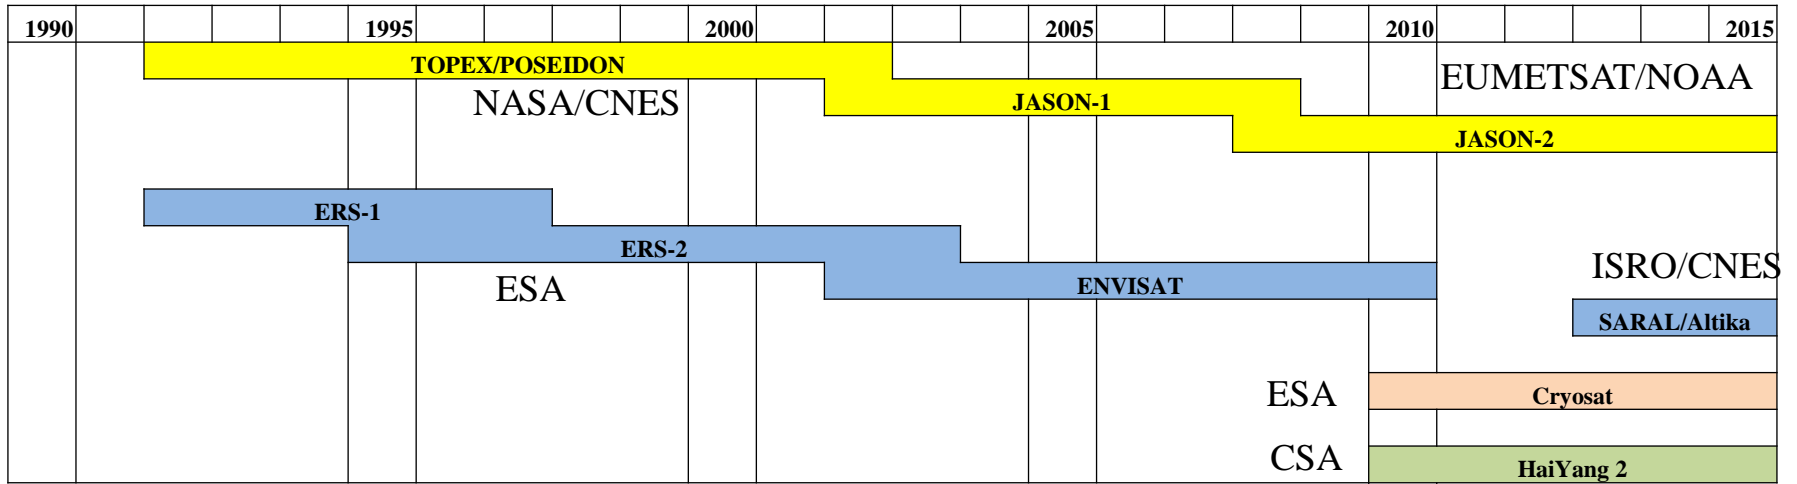 1990 1995 2000 2005 2010 2015
TOPEX/POSEIDON
EUMETSAT/NOAA
NASA/CNES JASON-1
JASON-2
ERS-1
ERS-2
ISRO/CNES
ESA ENVISAT
SARAL/Altika
ESA Cryosat
CSA HaiYang 2